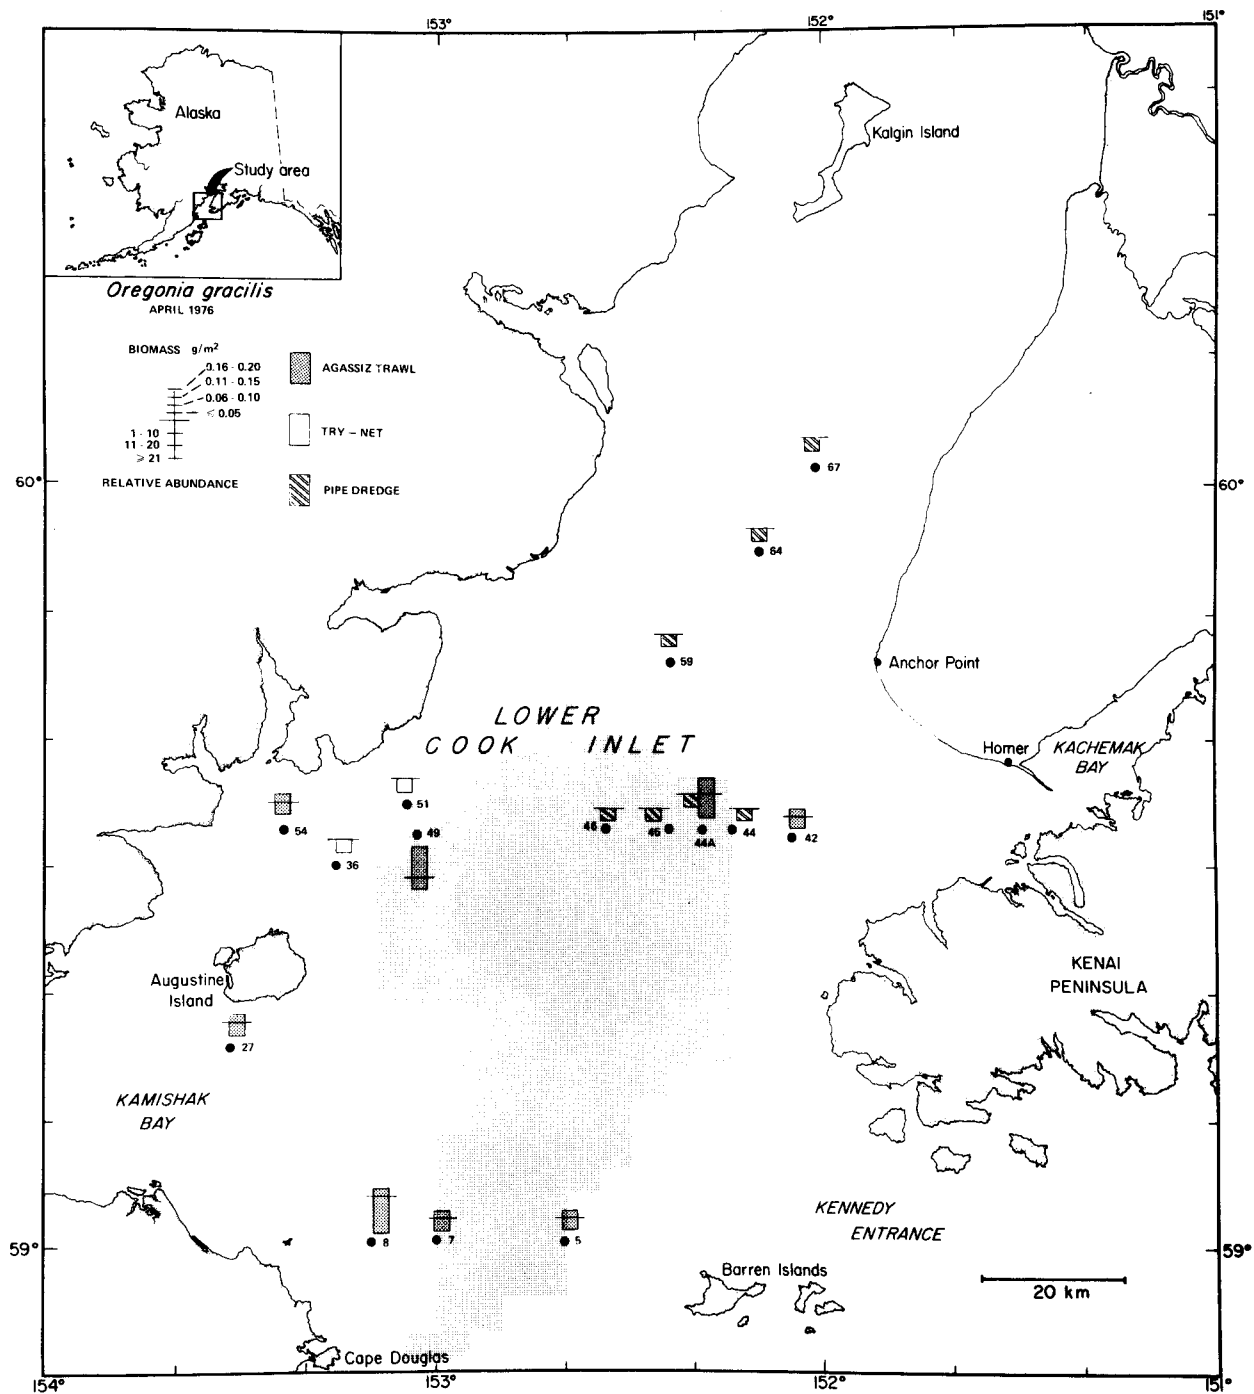 153°
152°
151°
Kalgin Island
Alaska
Study area
Oregonia gracilis
APRIL 1976
BIOMASS g/m²
0.16 - 0.20
0.11 - 0.15
0.06 - 0.10
≤ 0.05
1 - 10
11 - 20
≥ 21
RELATIVE ABUNDANCE
AGASSIZ TRAWL
TRY – NET
PIPE DREDGE
67
60°
60°
64
59
Anchor Point
LOWER
COOK INLET
Homer
KACHEMAK
BAY
51
54
49
36
46
45
44A
44
42
Augustine
Island
KENAI
PENINSULA
27
KAMISHAK
BAY
KENNEDY
ENTRANCE
8
7
5
59°
59°
Barren Islands
20 km
Cape Douglas
154°
153°
152°
151°